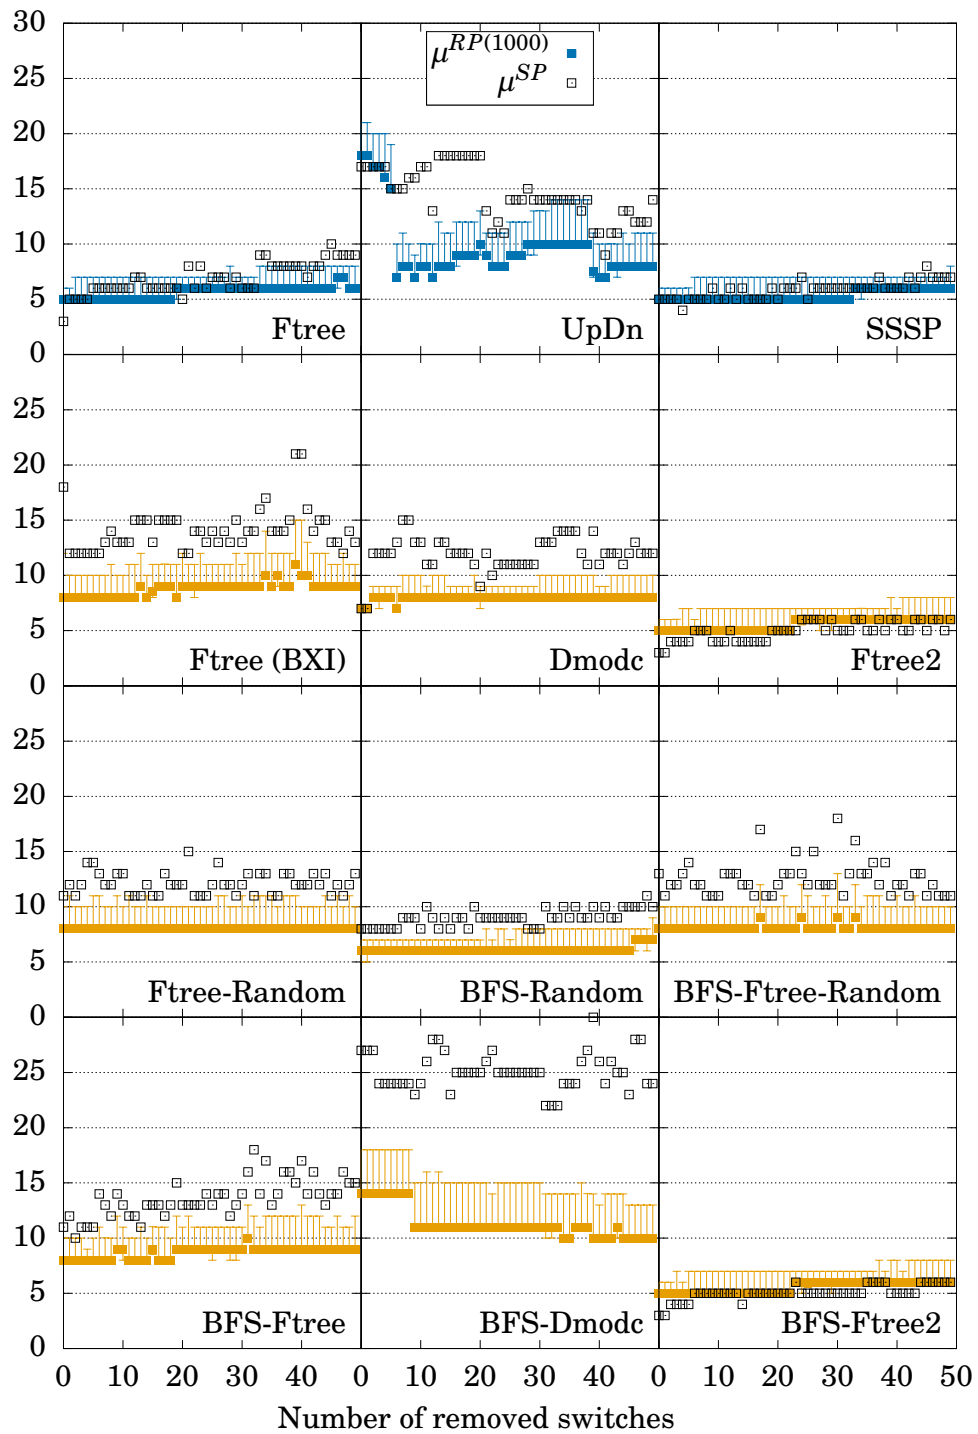 30
25
20
15
10
5
0
μ^RP(1000)
μ^SP
Ftree
UpDn
SSSP
25
20
15
10
5
0
Ftree (BXI)
Dmodc
Ftree2
25
20
15
10
5
0
Ftree-Random
BFS-Random
BFS-Ftree-Random
25
20
15
10
5
0
BFS-Ftree
BFS-Dmodc
BFS-Ftree2
0 10 20 30 40 0 10 20 30 40 0 10 20 30 40 50
Number of removed switches